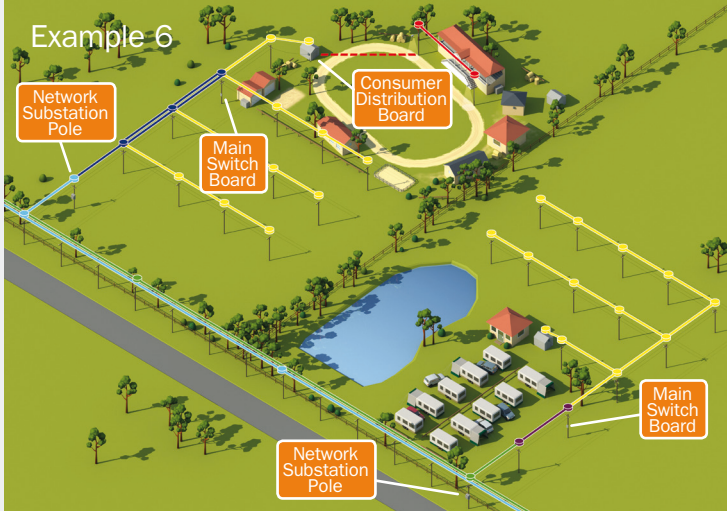 Example 6
Network
Substation
Pole
Consumer
Distribution
Board
Main
Switch
Board
Main
Switch
Board
Network
Substation
Pole